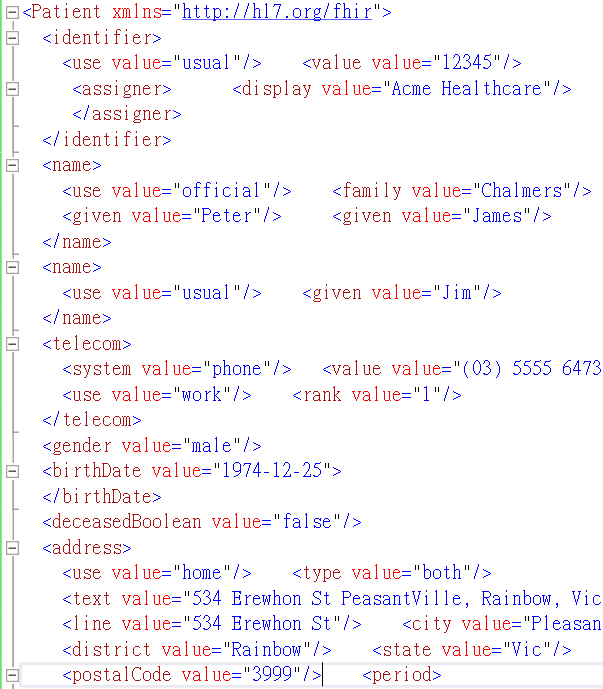 <Patient xmlns="http://hl7.org/fhir">
<identifier>
<use value="usual"/> <value value="12345"/>
<assigner> <display value="Acme Healthcare"/>
</assigner>
</identifier>
<name>
<use value="official"/> <family value="Chalmers"/>
<given value="Peter"/> <given value="James"/>
</name>
<name>
<use value="usual"/> <given value="Jim"/>
</name>
<telecom>
<system value="phone"/> <value value="(03) 5555 6473
<use value="work"/> <rank value="1"/>
</telecom>
<gender value="male"/>
<birthDate value="1974-12-25">
</birthDate>
<deceasedBoolean value="false"/>
<address>
<use value="home"/> <type value="both"/>
<text value="534 Erewhon St PeasantVille, Rainbow, Vic
<line value="534 Erewhon St"/> <city value="Pleasan
<district value="Rainbow"/> <state value="Vic"/>
<postalCode value="3999"/> <period>